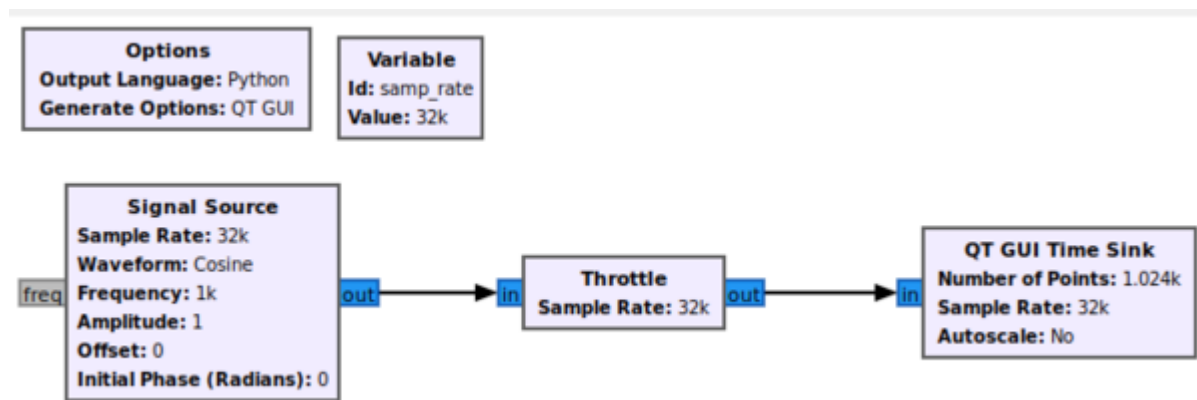 Options
Output Language: Python
Generate Options: QT GUI
Variable
Id: samp_rate
Value: 32k
Signal Source
Sample Rate: 32k
Waveform: Cosine
Frequency: 1k
Amplitude: 1
Offset: 0
Initial Phase (Radians): 0
freq
out
in
Throttle
Sample Rate: 32k
out
in
QT GUI Time Sink
Number of Points: 1.024k
Sample Rate: 32k
Autoscale: No